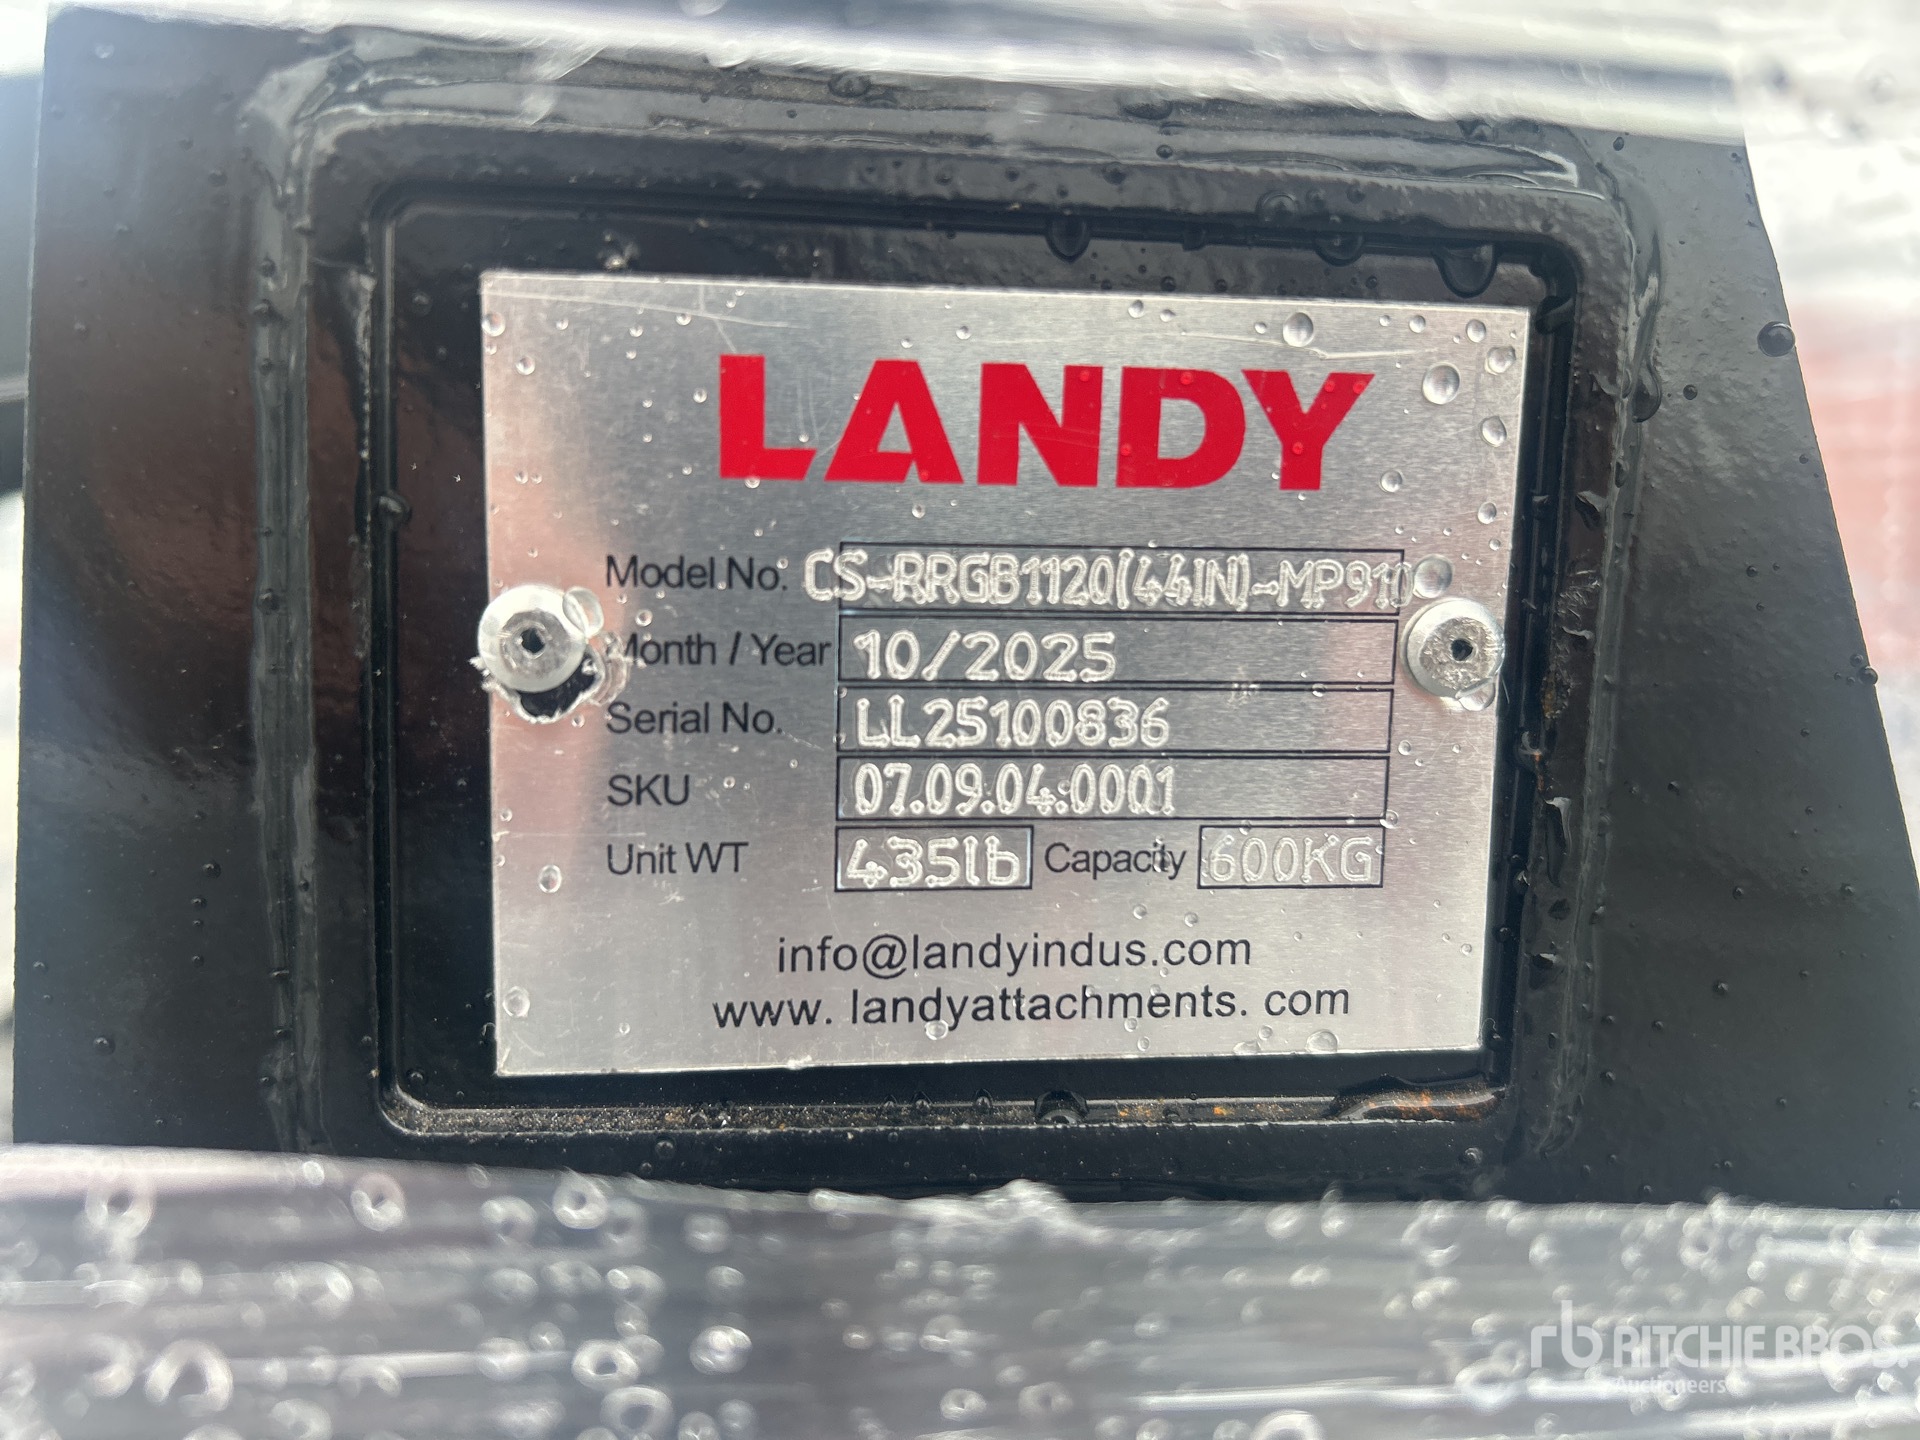 LANDY
Model No. CS-RRGB1120(44IN)-MP910
Month / Year 10/2025
Serial No. LL25100836
SKU 07.09.04.0001
Unit WT 435lb Capacity 600KG
info@landyindus.com
www. landyattachments. com
rb RITCHIE BROS.
Auctioneers